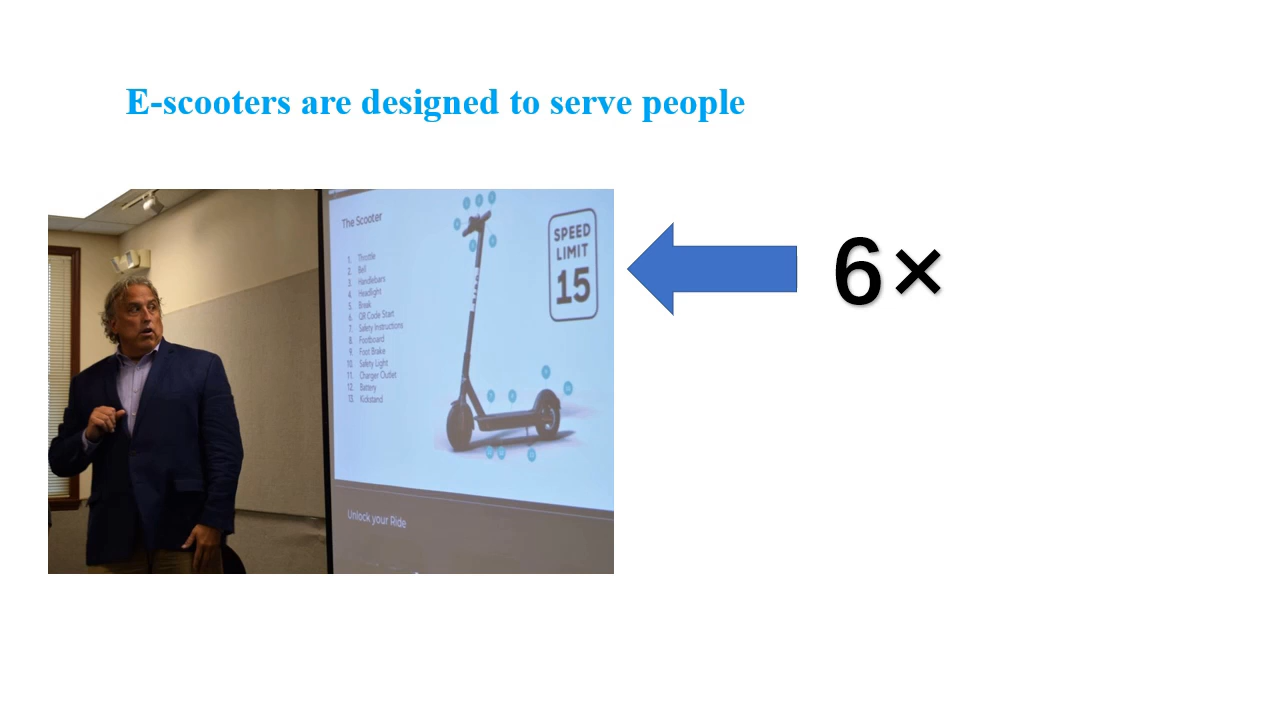 E-scooters are designed to serve people
The Scooter
1. Throttle
2. Bell
3. Handlebars
4. Headlight
5. Break
6. QR Code Start
7. Safety Instructions
8. Footboard
9. Foot Brake
10. Safety Light
11. Charger Outlet
12. Battery
13. Kickstand
SPEED
LIMIT
15
Unlock your Ride
6×